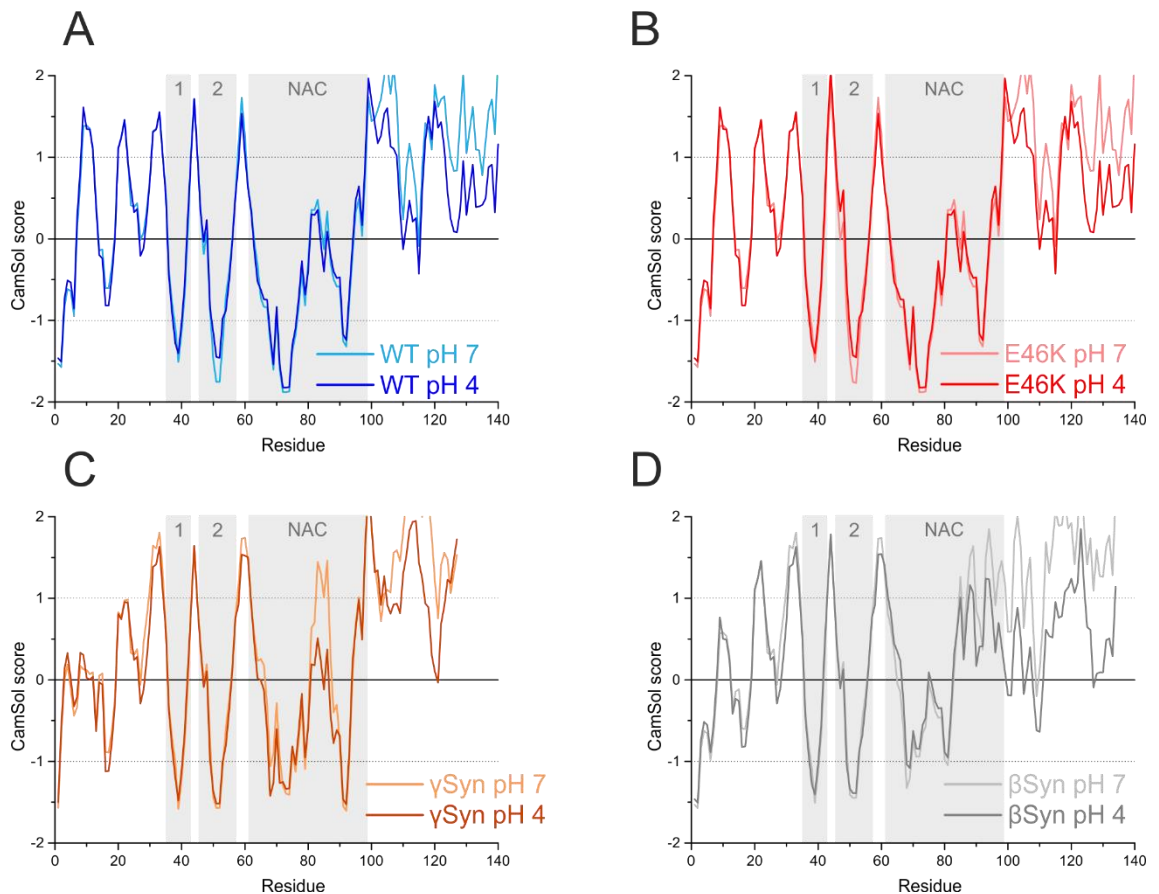 A
B
1 2 NAC
1 2 NAC
CamSol score
2
1
0
-1
-2
WT pH 7
WT pH 4
0 20 40 60 80 100 120 140
Residue
CamSol score
2
1
0
-1
-2
E46K pH 7
E46K pH 4
0 20 40 60 80 100 120 140
Residue
C
D
1 2 NAC
1 2 NAC
CamSol score
2
1
0
-1
-2
γSyn pH 7
γSyn pH 4
0 20 40 60 80 100 120 140
Residue
CamSol score
2
1
0
-1
-2
βSyn pH 7
βSyn pH 4
0 20 40 60 80 100 120 140
Residue